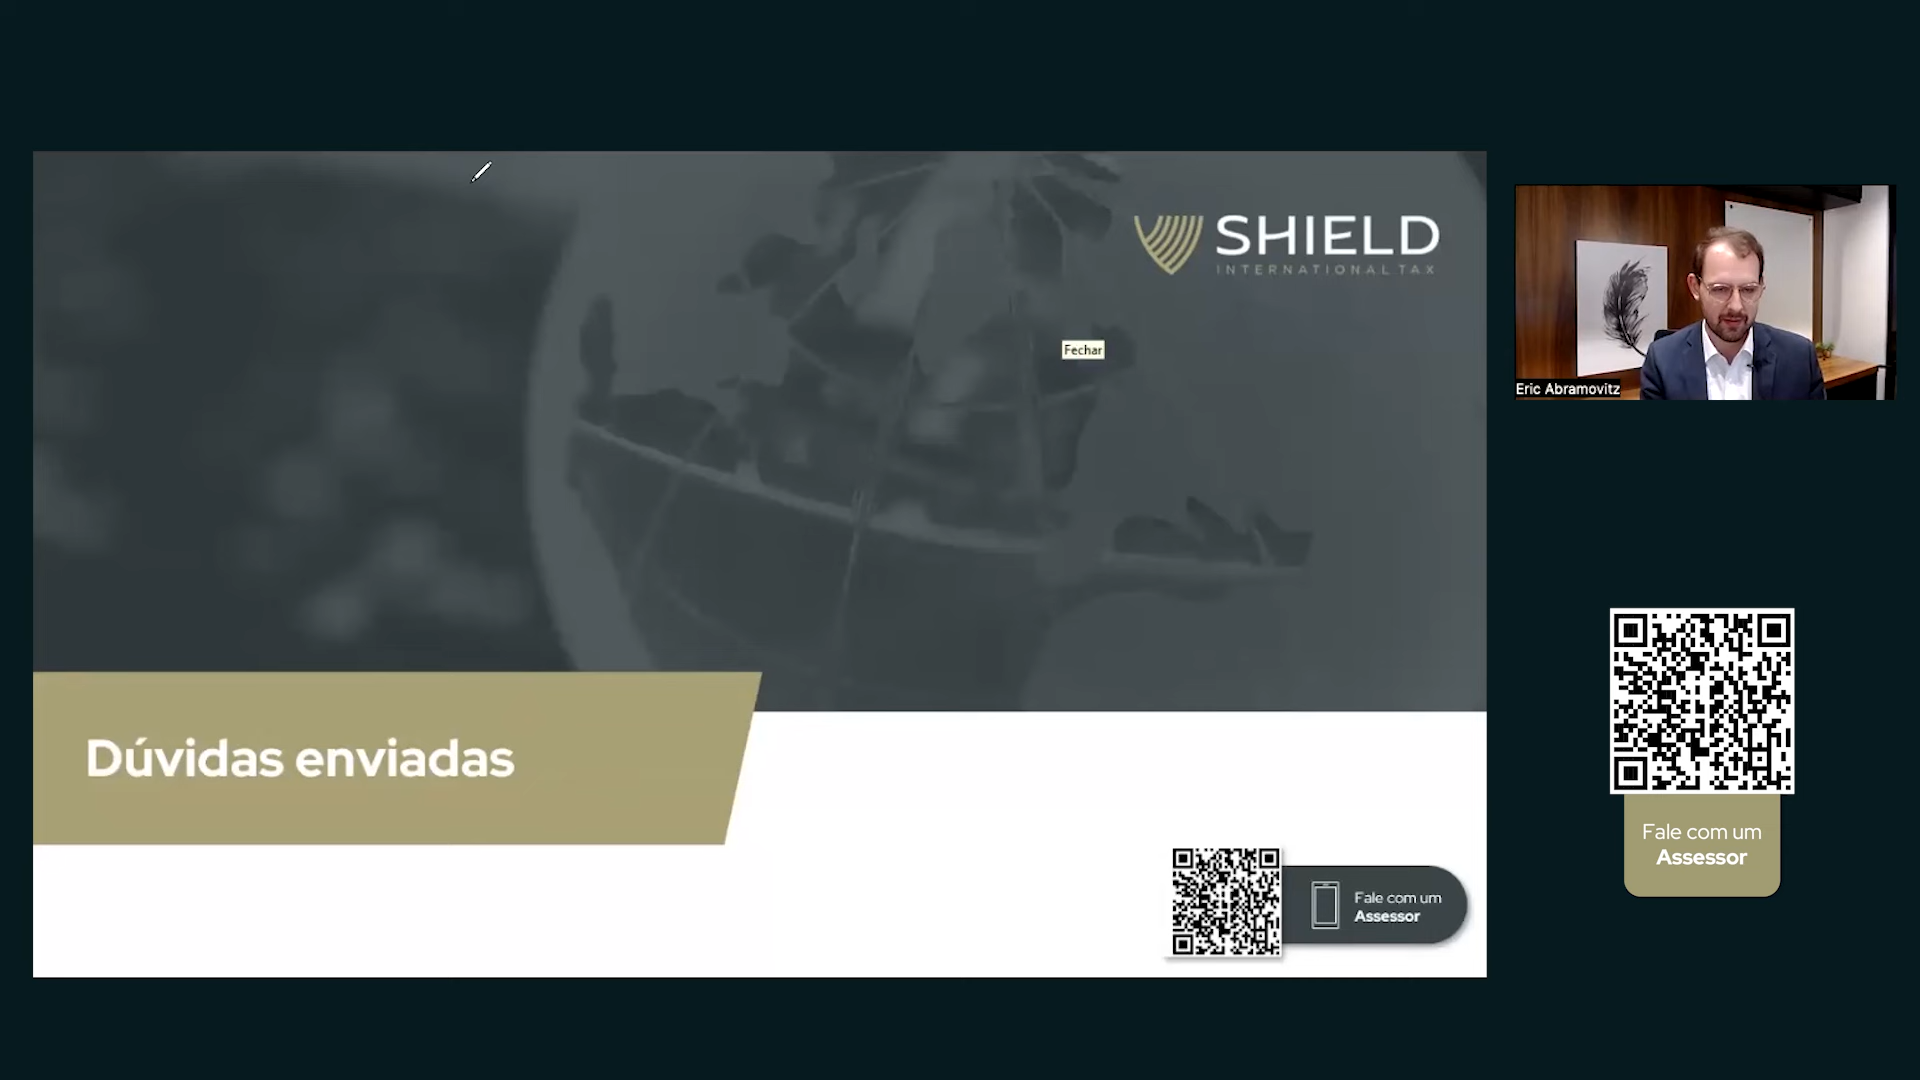 SHIELD
INTERNATIONAL TAX
Fechar
Eric Abramovitz
Dúvidas enviadas
Fale com um
Assessor
Fale com um
Assessor